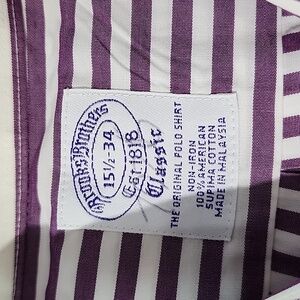 Brooks Brothers
15½-34
Est.1818
Classic
THE ORIGINAL POLO SHIRT
NON-IRON
100% AMERICAN
SUPIMA COTTON
MADE IN MALAYSIA